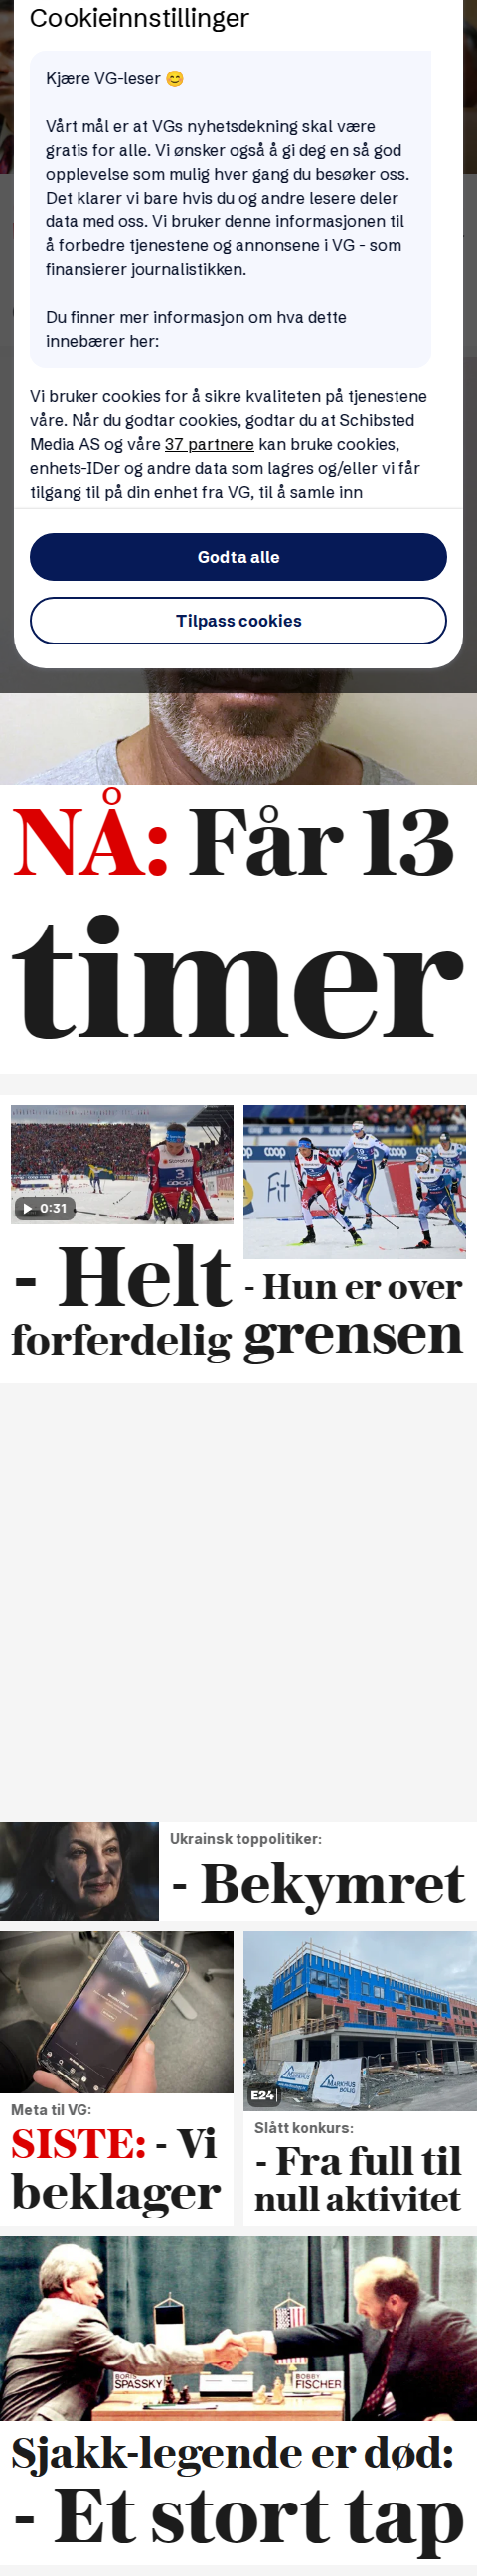 Cookieinnstillinger
Kjære VG-leser 😊
Vårt mål er at VGs nyhetsdekning skal være
gratis for alle. Vi ønsker også å gi deg en så god
opplevelse som mulig hver gang du besøker oss.
Det klarer vi bare hvis du og andre lesere deler
data med oss. Vi bruker denne informasjonen til
å forbedre tjenestene og annonsene i VG - som
finansierer journalistikken.
Du finner mer informasjon om hva dette
innebærer her:
Vi bruker cookies for å sikre kvaliteten på tjenestene
våre. Når du godtar cookies, godtar du at Schibsted
Media AS og våre 37 partnere kan bruke cookies,
enhets-IDer og andre data som lagres og/eller vi får
tilgang til på din enhet fra VG, til å samle inn
Godta alle
Tilpass cookies
NÅ: Får 13
timer
3
coop
0:31
coop
Fit
- Helt
forferdelig
- Hun er over
grensen
Ukrainsk toppolitiker:
- Bekymret
MARKHUS
BOLIG
MARKHUS
BOLIG
E24
Meta til VG:
SISTE: - Vi
beklager
Slått konkurs:
- Fra full til
null aktivitet
BORIS
SPASSKY
BOBBY
FISCHER
Sjakk-legende er død:
- Et stort tap